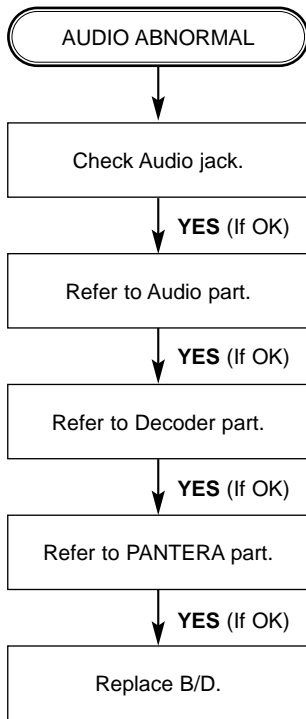 AUDIO ABNORMAL
Check Audio jack.
YES (If OK)
Refer to Audio part.
YES (If OK)
Refer to Decoder part.
YES (If OK)
Refer to PANTERA part.
YES (If OK)
Replace B/D.